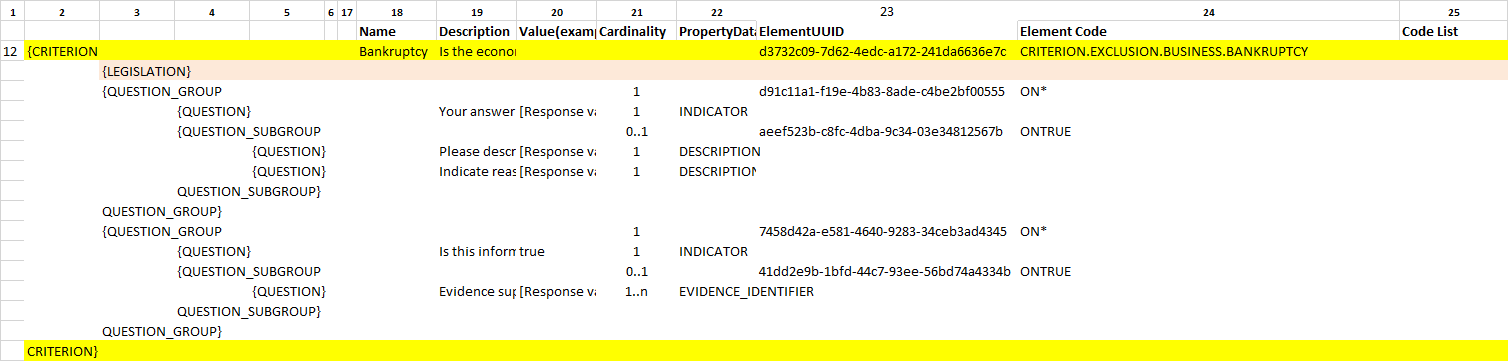 1 2 3 4 5 6 17 18 19 20 21 22 23 24 25
Name Description Value(examp Cardinality PropertyData ElementUUID Element Code Code List
12 {CRITERION Bankruptcy Is the econo d3732c09-7d62-4edc-a172-241da6636e7c CRITERION.EXCLUSION.BUSINESS.BANKRUPTCY
{LEGISLATION}
{QUESTION_GROUP 1 d91c11a1-f19e-4b83-8ade-c4be2bf00555 ON*
{QUESTION} Your answer [Response va 1 INDICATOR
{QUESTION_SUBGROUP 0..1 aeef523b-c8fc-4dba-9c34-03e34812567b ONTRUE
{QUESTION} Please descr [Response va 1 DESCRIPTION
{QUESTION} Indicate reas [Response va 1 DESCRIPTION
QUESTION_SUBGROUP}
QUESTION_GROUP}
{QUESTION_GROUP 1 7458d42a-e581-4640-9283-34ceb3ad4345 ON*
{QUESTION} Is this inform true 1 INDICATOR
{QUESTION_SUBGROUP 0..1 41dd2e9b-1bfd-44c7-93ee-56bd74a4334b ONTRUE
{QUESTION} Evidence sup [Response va 1..n EVIDENCE_IDENTIFIER
QUESTION_SUBGROUP}
QUESTION_GROUP}
CRITERION}